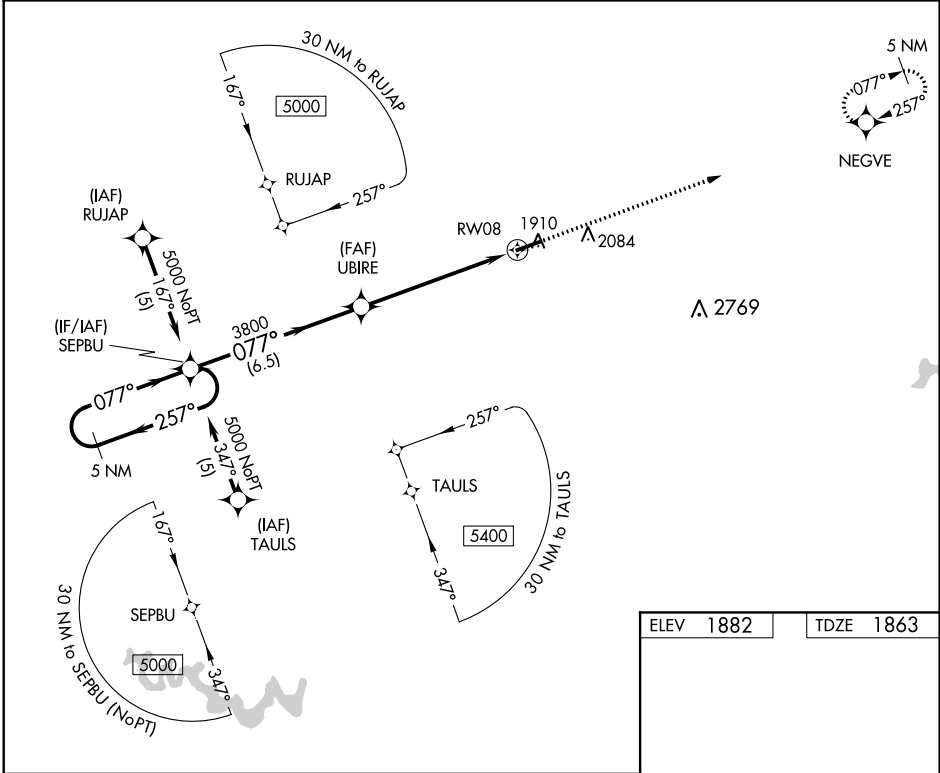 30 NM to RUJAP
167°
5000
RUJAP
257°
5 NM
077°
257°
NEGVE
(IAF)
RUJAP
5000 NoPT
167°
(5)
(FAF)
UBIRE
RW08
1910
2084
2769
(IF/IAF)
SEPBU
3800
077°
(6.5)
077°
257°
5 NM
5000 NoPT
347°
(5)
(IAF)
TAULS
257°
TAULS
5400
347°
30 NM to TAULS
167°
SEPBU
5000
347°
30 NM to SEPBU (NoPT)
ELEV 1882
TDZE 1863